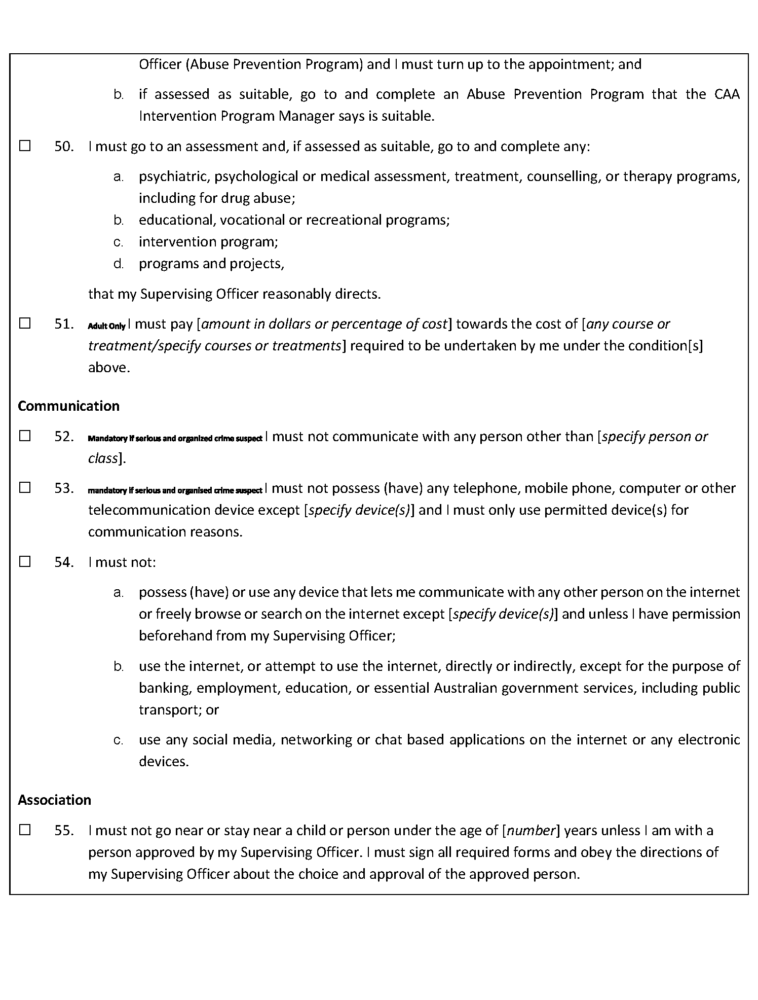 Officer (Abuse Prevention Program) and I must turn up to the appointment; and
b. if assessed as suitable, go to and complete an Abuse Prevention Program that the CAA
Intervention Program Manager says is suitable.
☐ 50. I must go to an assessment and, if assessed as suitable, go to and complete any:
a. psychiatric, psychological or medical assessment, treatment, counselling, or therapy programs,
including for drug abuse;
b. educational, vocational or recreational programs;
c. intervention program;
d. programs and projects,
that my Supervising Officer reasonably directs.
☐ 51. Adult Only I must pay [amount in dollars or percentage of cost] towards the cost of [any course or
treatment/specify courses or treatments] required to be undertaken by me under the condition[s]
above.
Communication
☐ 52. Mandatory if serious and organized crime suspect I must not communicate with any person other than [specify person or
class].
☐ 53. mandatory if serious and organised crime suspect I must not possess (have) any telephone, mobile phone, computer or other
telecommunication device except [specify device(s)] and I must only use permitted device(s) for
communication reasons.
☐ 54. I must not:
a. possess (have) or use any device that lets me communicate with any other person on the internet
or freely browse or search on the internet except [specify device(s)] and unless I have permission
beforehand from my Supervising Officer;
b. use the internet, or attempt to use the internet, directly or indirectly, except for the purpose of
banking, employment, education, or essential Australian government services, including public
transport; or
c. use any social media, networking or chat based applications on the internet or any electronic
devices.
Association
☐ 55. I must not go near or stay near a child or person under the age of [number] years unless I am with a
person approved by my Supervising Officer. I must sign all required forms and obey the directions of
my Supervising Officer about the choice and approval of the approved person.